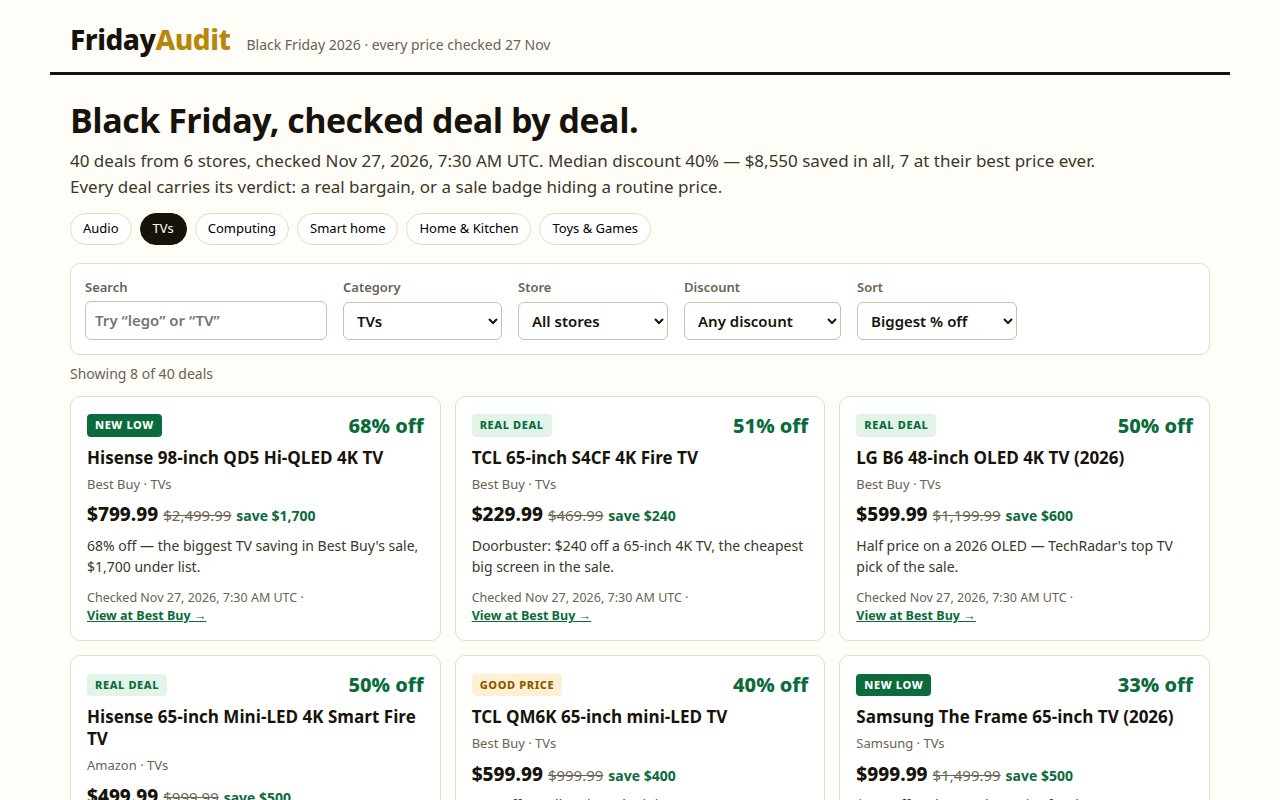 FridayAudit Black Friday 2026 · every price checked 27 Nov
Black Friday, checked deal by deal.
40 deals from 6 stores, checked Nov 27, 2026, 7:30 AM UTC. Median discount 40% — $8,550 saved in all, 7 at their best price ever.
Every deal carries its verdict: a real bargain, or a sale badge hiding a routine price.
Audio TVs Computing Smart home Home & Kitchen Toys & Games
Search Category Store Discount Sort
Try “lego” or “TV” TVs All stores Any discount Biggest % off
Showing 8 of 40 deals
NEW LOW 68% off
Hisense 98-inch QD5 Hi-QLED 4K TV
Best Buy · TVs
$799.99 $2,499.99 save $1,700
68% off — the biggest TV saving in Best Buy's sale,
$1,700 under list.
Checked Nov 27, 2026, 7:30 AM UTC ·
View at Best Buy →
REAL DEAL 51% off
TCL 65-inch S4CF 4K Fire TV
Best Buy · TVs
$229.99 $469.99 save $240
Doorbuster: $240 off a 65-inch 4K TV, the cheapest
big screen in the sale.
Checked Nov 27, 2026, 7:30 AM UTC ·
View at Best Buy →
REAL DEAL 50% off
LG B6 48-inch OLED 4K TV (2026)
Best Buy · TVs
$599.99 $1,199.99 save $600
Half price on a 2026 OLED — TechRadar's top TV
pick of the sale.
Checked Nov 27, 2026, 7:30 AM UTC ·
View at Best Buy →
REAL DEAL 50% off
Hisense 65-inch Mini-LED 4K Smart Fire
TV
Amazon · TVs
$499.99 $999.99 save $500
GOOD PRICE 40% off
TCL QM6K 65-inch mini-LED TV
Best Buy · TVs
$599.99 $999.99 save $400
NEW LOW 33% off
Samsung The Frame 65-inch TV (2026)
Samsung · TVs
$999.99 $1,499.99 save $500